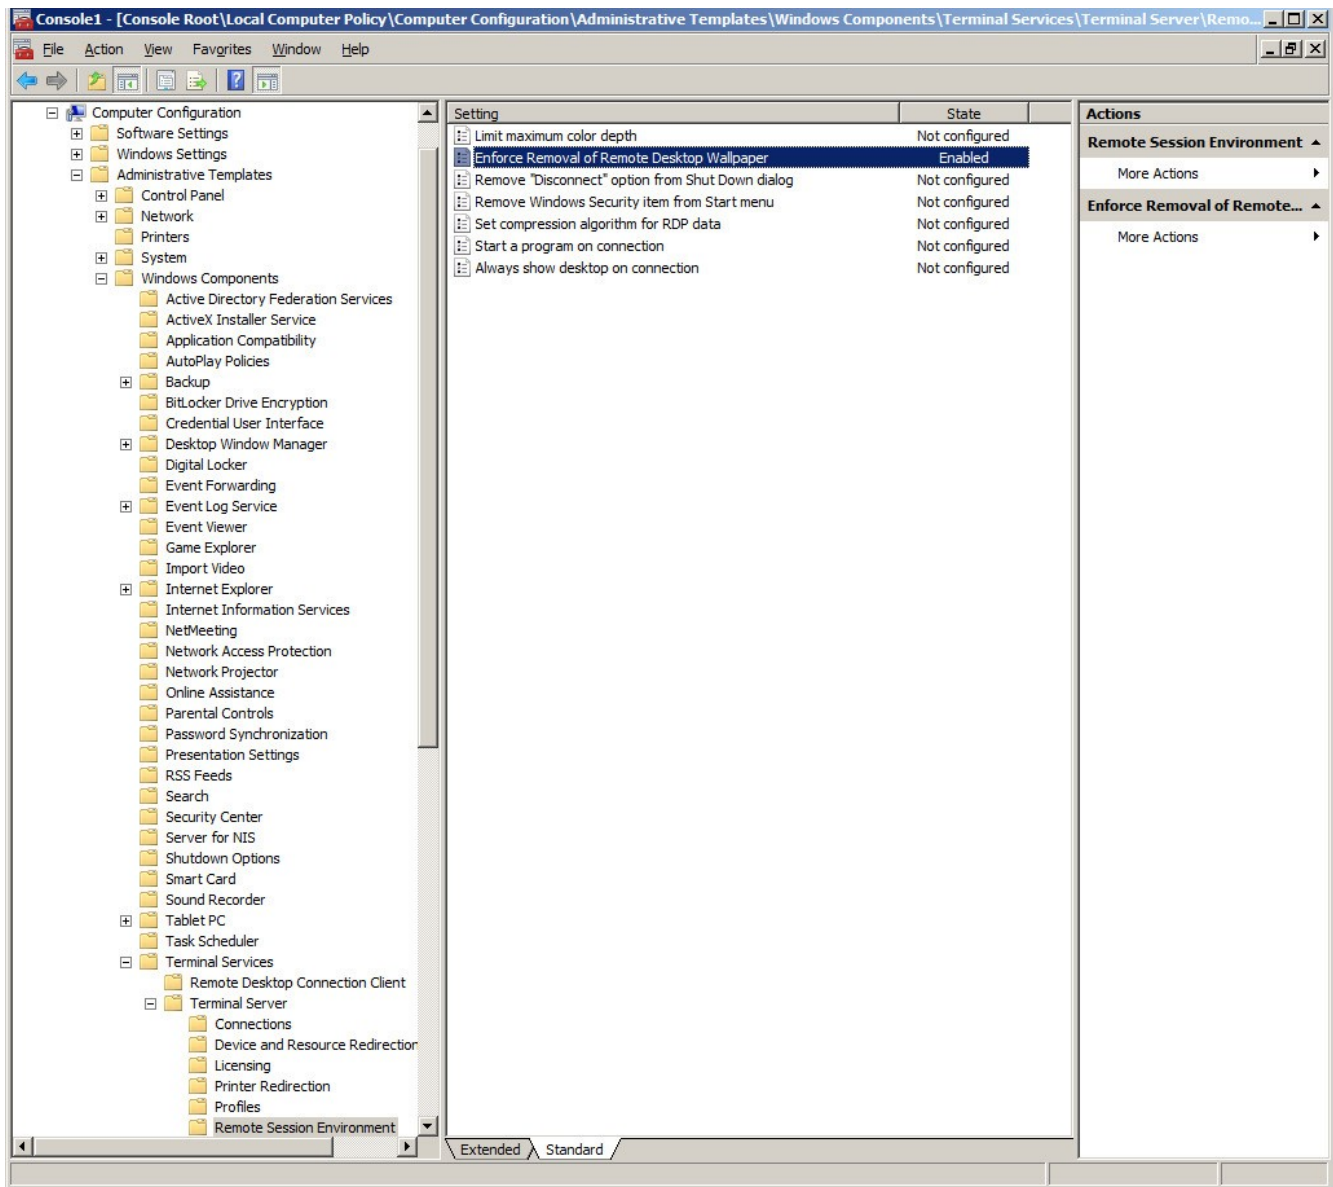 Console1 - [Console Root\Local Computer Policy\Computer Configuration\Administrative Templates\Windows Components\Terminal Services\Terminal Server\Remo...
File Action View Favorites Window Help
Computer Configuration
Software Settings
Windows Settings
Administrative Templates
Control Panel
Network
Printers
System
Windows Components
Active Directory Federation Services
ActiveX Installer Service
Application Compatibility
AutoPlay Policies
Backup
BitLocker Drive Encryption
Credential User Interface
Desktop Window Manager
Digital Locker
Event Forwarding
Event Log Service
Event Viewer
Game Explorer
Import Video
Internet Explorer
Internet Information Services
NetMeeting
Network Access Protection
Network Projector
Online Assistance
Parental Controls
Password Synchronization
Presentation Settings
RSS Feeds
Search
Security Center
Server for NIS
Shutdown Options
Smart Card
Sound Recorder
Tablet PC
Task Scheduler
Terminal Services
Remote Desktop Connection Client
Terminal Server
Connections
Device and Resource Redirection
Licensing
Printer Redirection
Profiles
Remote Session Environment
Setting State
Limit maximum color depth Not configured
Enforce Removal of Remote Desktop Wallpaper Enabled
Remove "Disconnect" option from Shut Down dialog Not configured
Remove Windows Security item from Start menu Not configured
Set compression algorithm for RDP data Not configured
Start a program on connection Not configured
Always show desktop on connection Not configured
Extended Standard
Actions
Remote Session Environment
More Actions
Enforce Removal of Remote...
More Actions